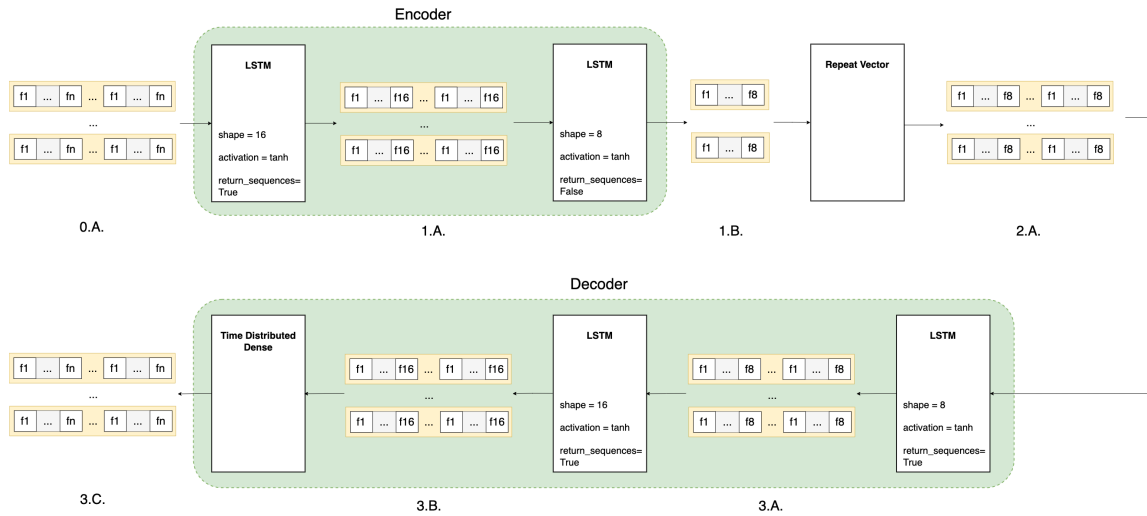 Encoder
LSTM
shape = 16
activation = tanh
return_sequences=
True
LSTM
shape = 8
activation = tanh
return_sequences=
False
Repeat Vector
f1 ... fn ... f1 ... fn
...
f1 ... fn ... f1 ... fn
f1 ... f16 ... f1 ... f16
...
f1 ... f16 ... f1 ... f16
f1 ... f8
...
f1 ... f8
f1 ... f8 ... f1 ... f8
...
f1 ... f8 ... f1 ... f8
0.A.
1.A.
1.B.
2.A.
Decoder
Time Distributed
Dense
LSTM
shape = 16
activation = tanh
return_sequences=
True
LSTM
shape = 8
activation = tanh
return_sequences=
True
f1 ... fn ... f1 ... fn
...
f1 ... fn ... f1 ... fn
f1 ... f16 ... f1 ... f16
...
f1 ... f16 ... f1 ... f16
f1 ... f8 ... f1 ... f8
...
f1 ... f8 ... f1 ... f8
3.C.
3.B.
3.A.